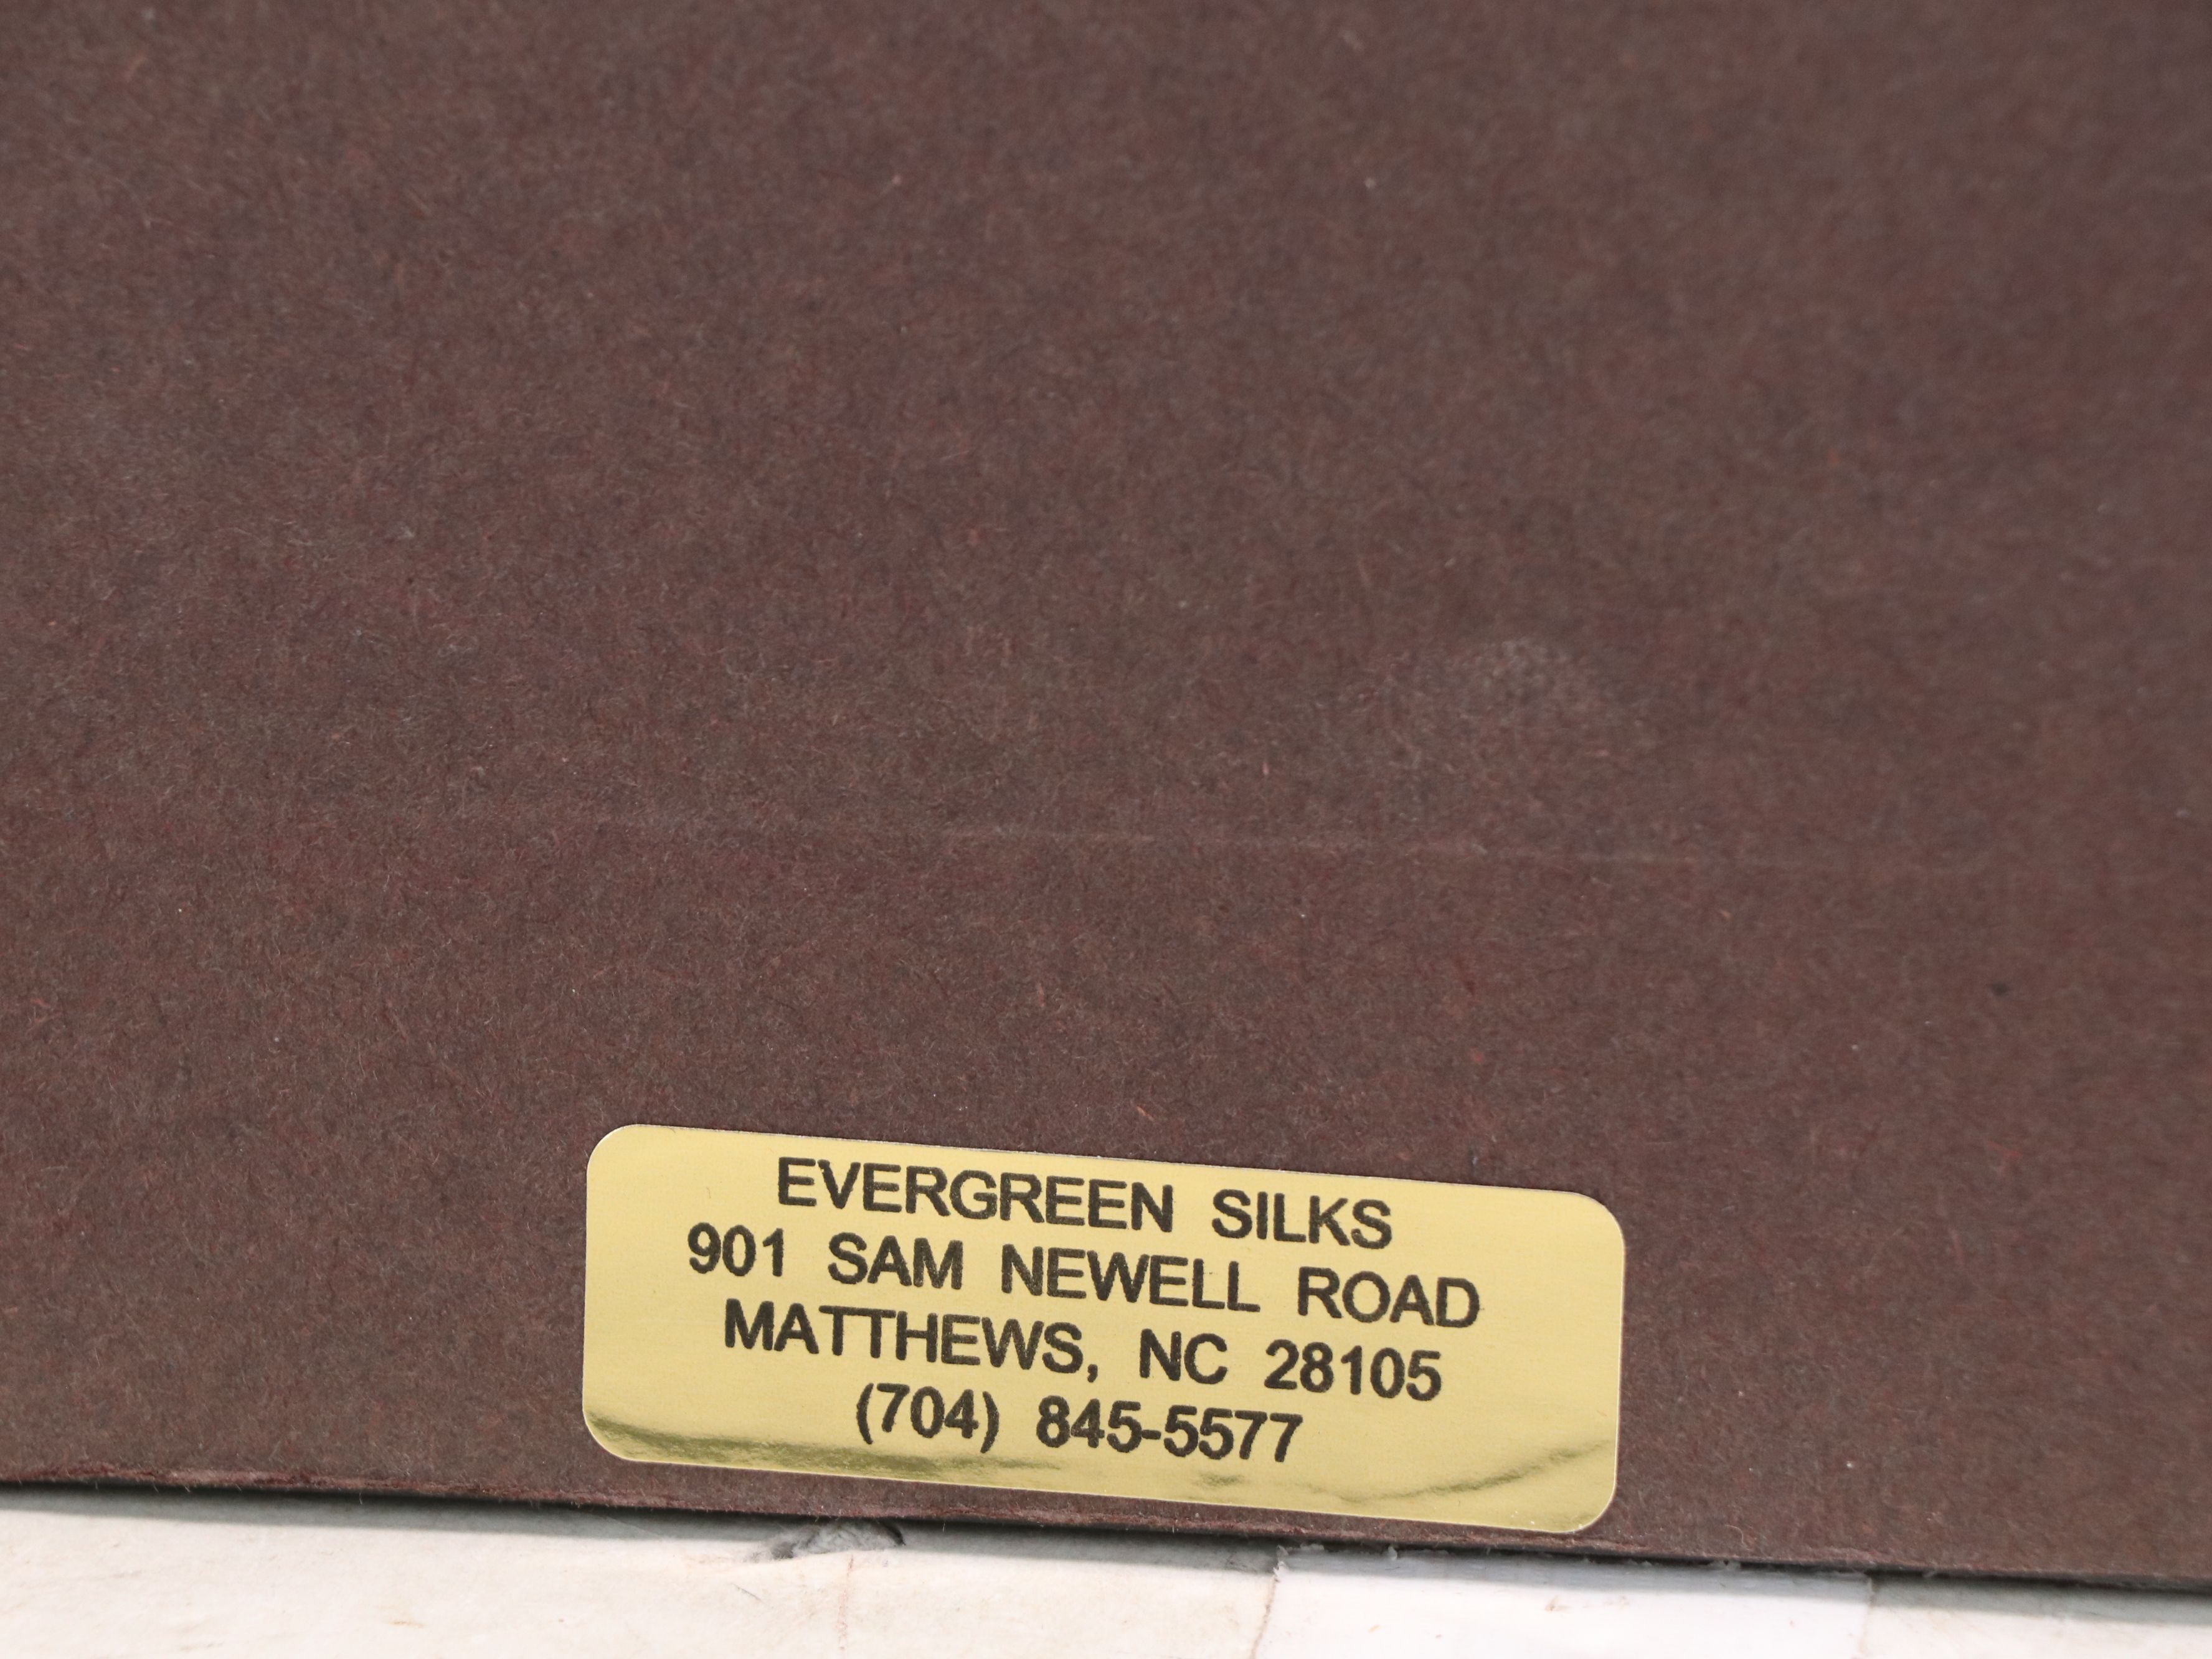 EVERGREEN SILKS
901 SAM NEWELL ROAD
MATTHEWS, NC 28105
(704) 845-5577